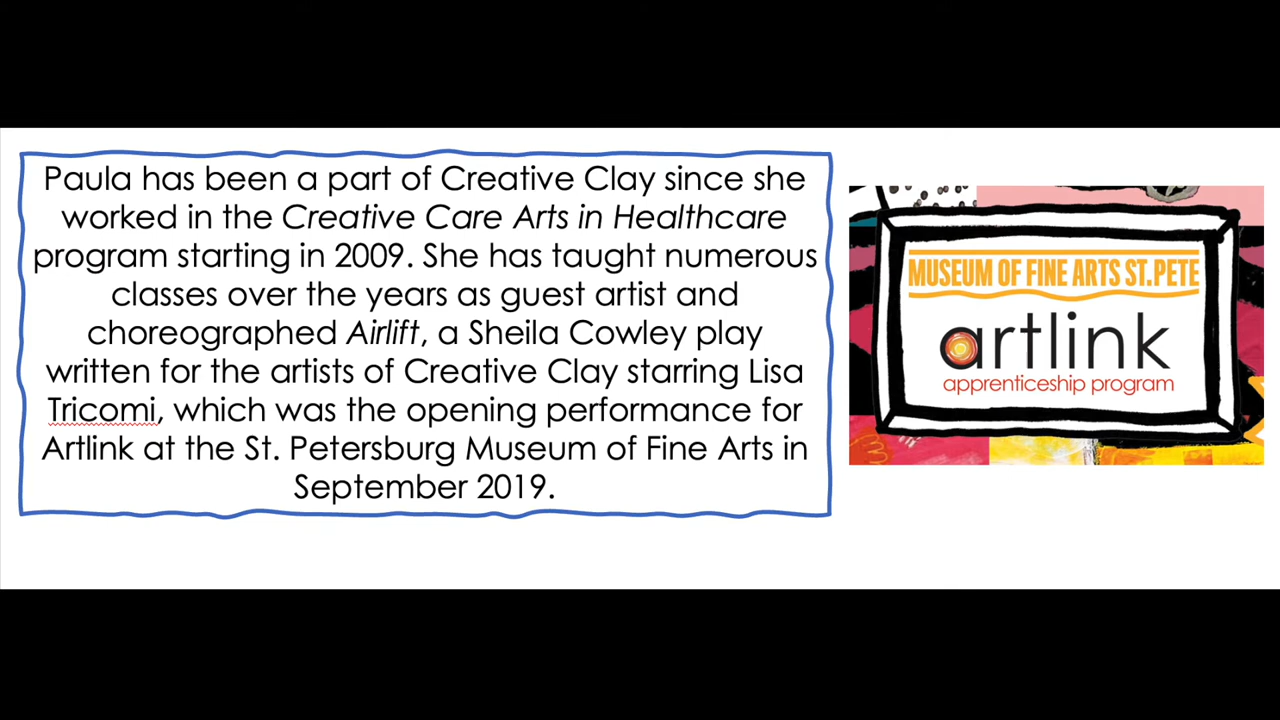 Paula has been a part of Creative Clay since she
worked in the Creative Care Arts in Healthcare
program starting in 2009. She has taught numerous
classes over the years as guest artist and
choreographed Airlift, a Sheila Cowley play
written for the artists of Creative Clay starring Lisa
Tricomi, which was the opening performance for
Artlink at the St. Petersburg Museum of Fine Arts in
September 2019.
MUSEUM OF FINE ARTS ST.PETE
artlink
apprenticeship program